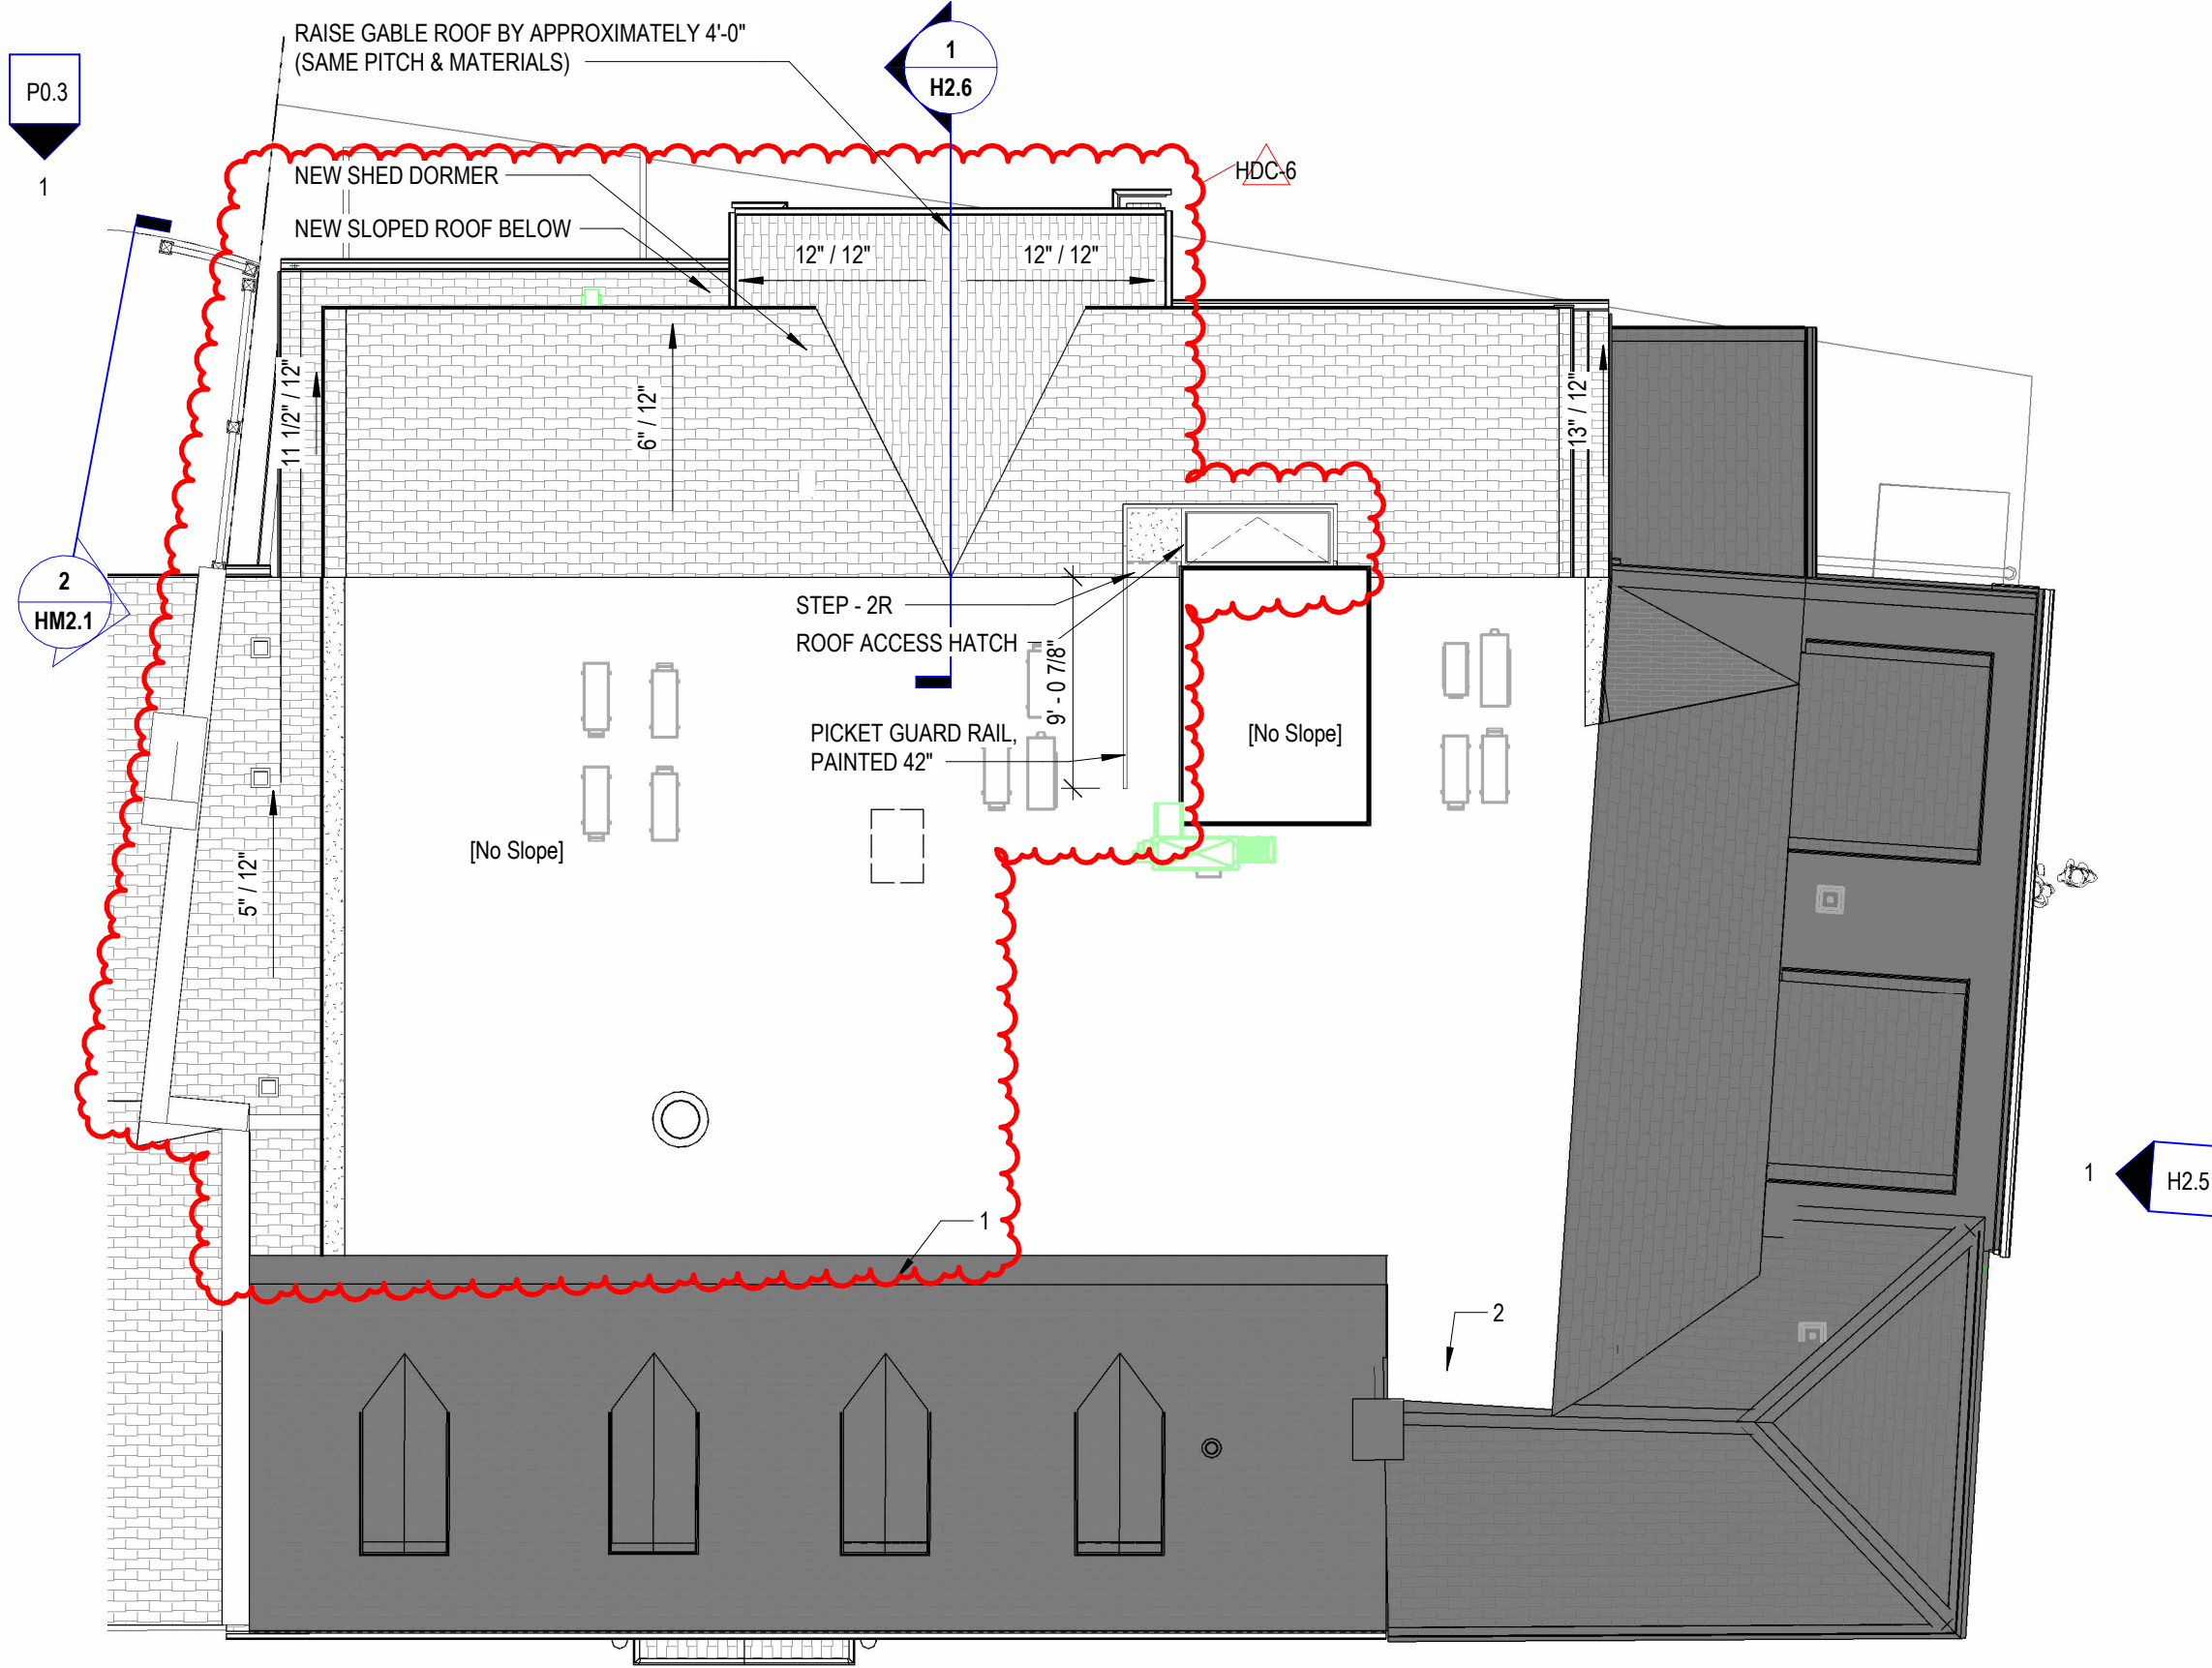 RAISE GABLE ROOF BY APPROXIMATELY 4'-0"
(SAME PITCH & MATERIALS)
1
H2.6
P0.3
1
NEW SHED DORMER
HDC-6
NEW SLOPED ROOF BELOW
12" / 12"
12" / 12"
11 1/2" / 12"
6" / 12"
13" / 12"
2
HM2.1
STEP - 2R
ROOF ACCESS HATCH
9' - 0 7/8"
PICKET GUARD RAIL,
PAINTED 42"
[No Slope]
[No Slope]
5" / 12"
1
H2.5
1
2